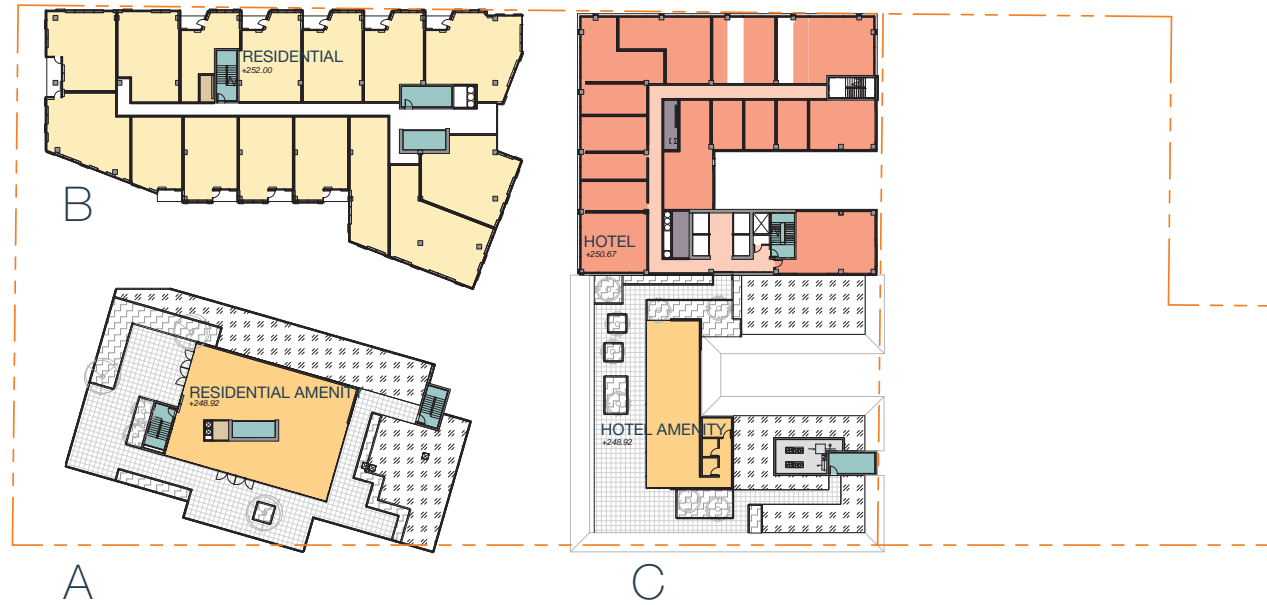 RESIDENTIAL
+252.00
B
HOTEL
+250.67
RESIDENTIAL AMENITY
+248.92
HOTEL AMENITY
+248.92
A
C